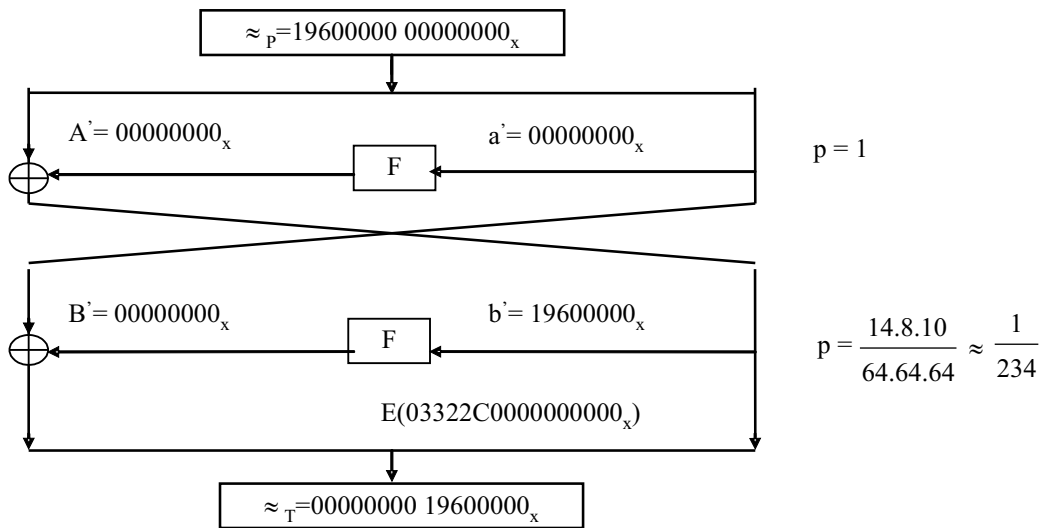 ≈ P=19600000 00000000x
A’= 00000000x
a’= 00000000x
F
p = 1
B’= 00000000x
b’= 19600000x
F
p = 14.8.10 / 64.64.64 ≈ 1 / 234
E(03322C0000000000x)
≈ T=00000000 19600000x